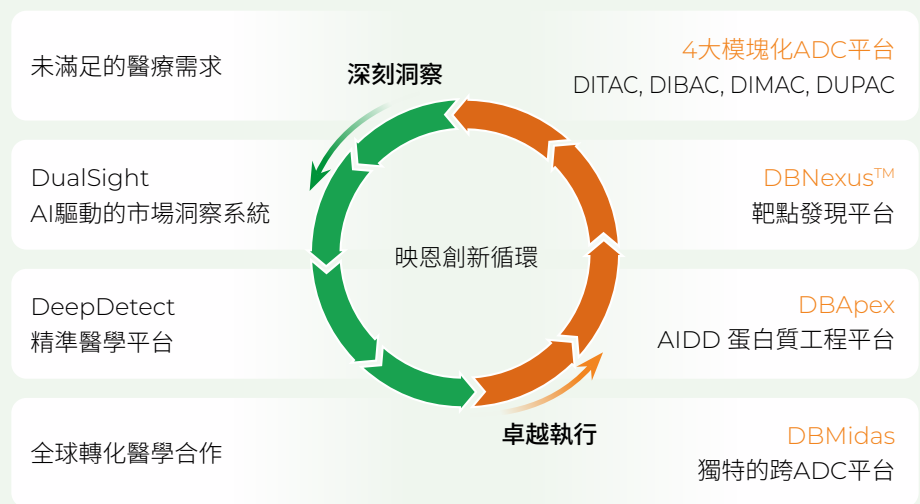 未滿足的醫療需求
深刻洞察
4大模塊化ADC平台
DITAC, DIBAC, DIMAC, DUPAC
DualSight
AI驅動的市場洞察系統
DBNexus™
靶點發現平台
映恩創新循環
DeepDetect
精準醫學平台
DBApex
AIDD 蛋白質工程平台
卓越執行
全球轉化醫學合作
DBMidas
獨特的跨ADC平台